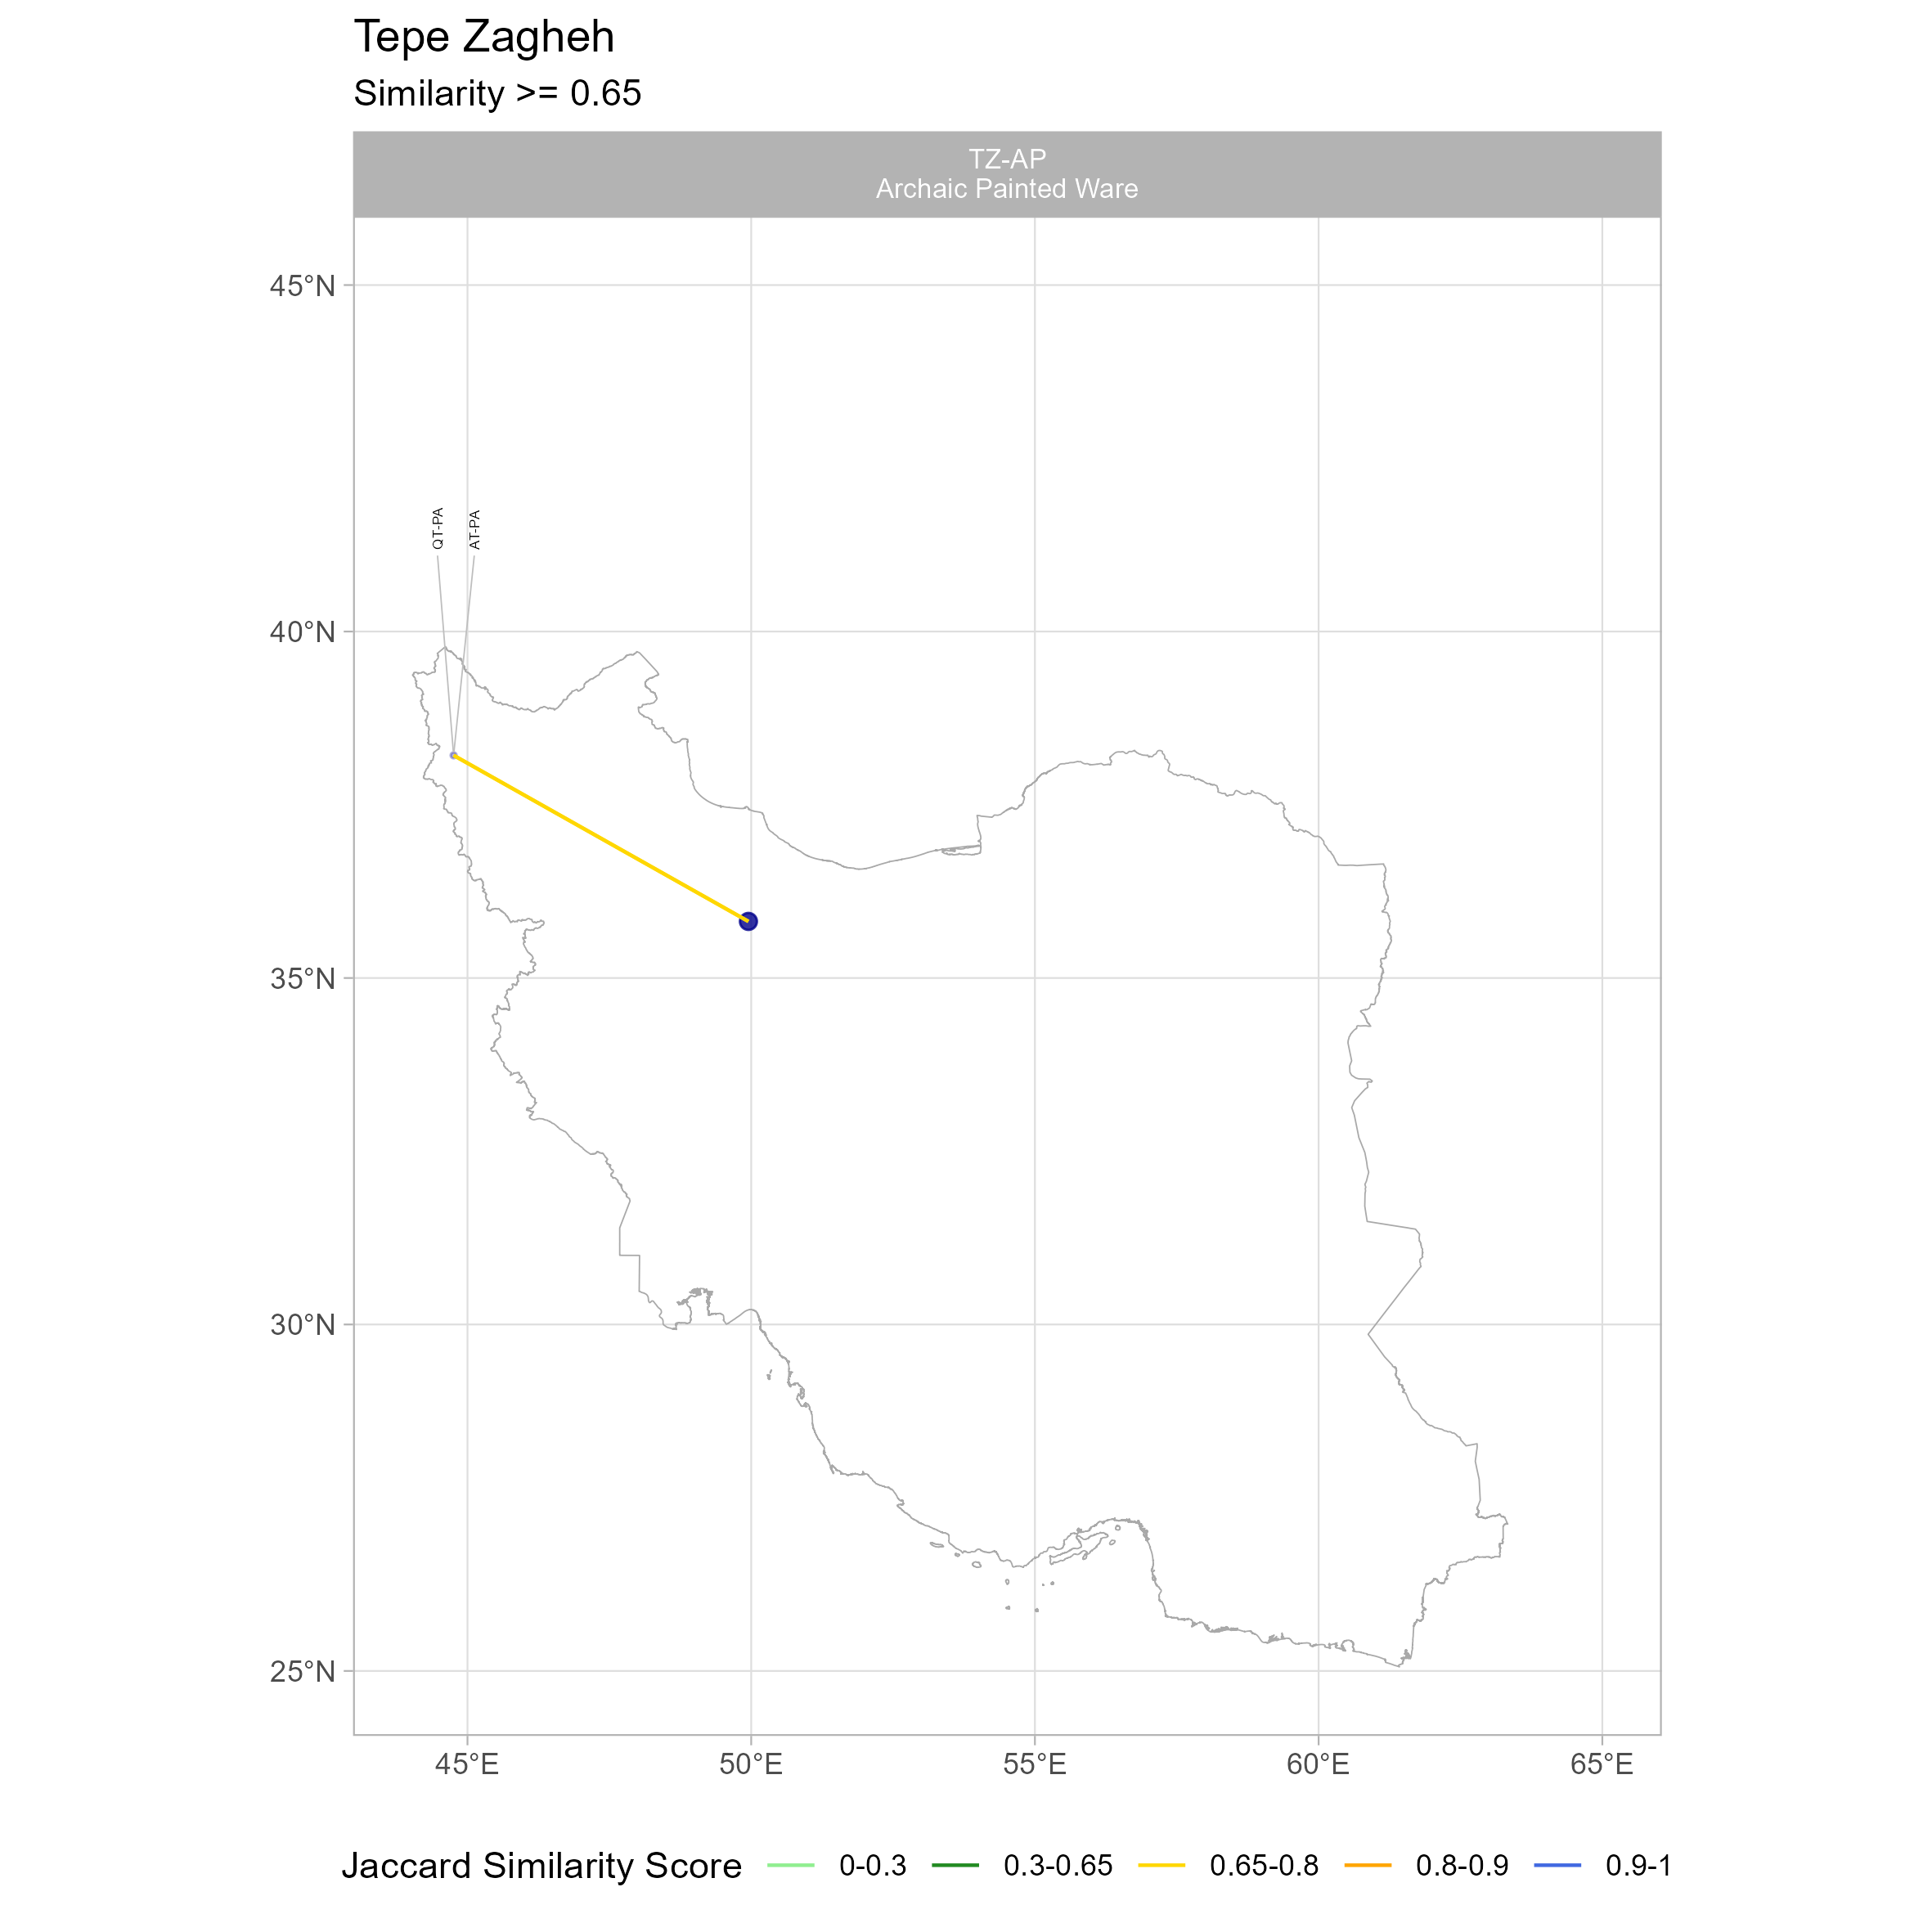 Tepe Zagheh
Similarity >= 0.65
TZ-AP
Archaic Painted Ware
45°N
QT-PA
AT-PA
40°N
35°N
30°N
25°N
45°E
50°E
55°E
60°E
65°E
Jaccard Similarity Score
0-0.3
0.3-0.65
0.65-0.8
0.8-0.9
0.9-1